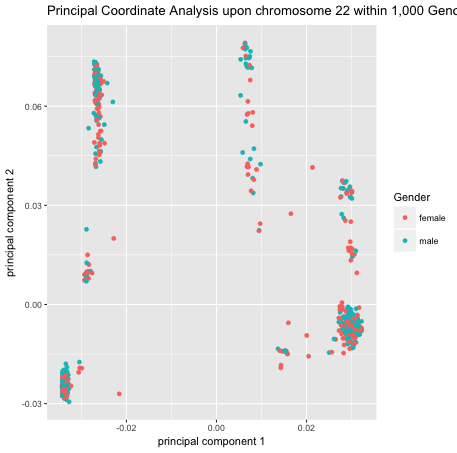 Principal Coordinate Analysis upon chromosome 22 within 1,000 Geno
principal component 2
0.06
0.03
0.00
-0.03
-0.02
0.00
0.02
principal component 1
Gender
female
male